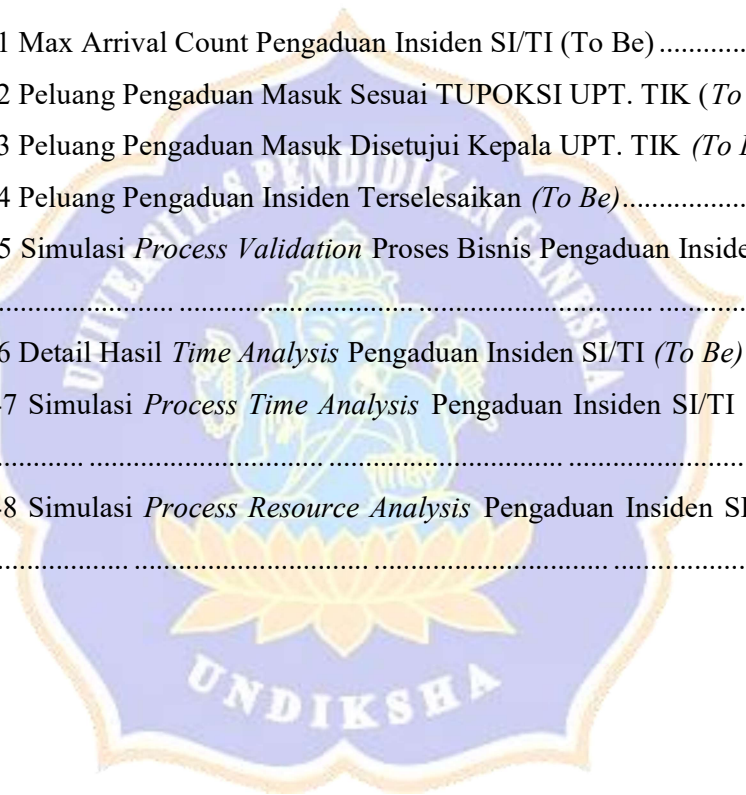 1 Max Arrival Count Pengaduan Insiden SI/TI (To Be) ..............
2 Peluang Pengaduan Masuk Sesuai TUPOKSI UPT. TIK (To
3 Peluang Pengaduan Masuk Disetujui Kepala UPT. TIK (To
4 Peluang Pengaduan Insiden Terselesaikan (To Be)...................
5 Simulasi Process Validation Proses Bisnis Pengaduan
........................ ................................ ................................ ............
6 Detail Hasil Time Analysis Pengaduan Insiden SI/TI (To Be)
7 Simulasi Process Time Analysis Pengaduan Insiden SI/TI
............ ................................ ................................ ........................
8 Simulasi Process Resource Analysis Pengaduan Insiden
.................. ................................ ................................ ..................
UNIVERSITAS PENDIDIKAN GANESHA
UNDIKSHA